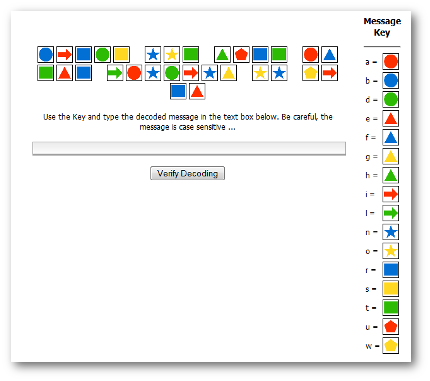 Message
Key
a =
b =
d =
e =
f =
g =
h =
i =
l =
n =
o =
r =
s =
t =
u =
w =
Use the Key and type the decoded message in the text box below. Be careful, the
message is case sensitive ...
Verify Decoding